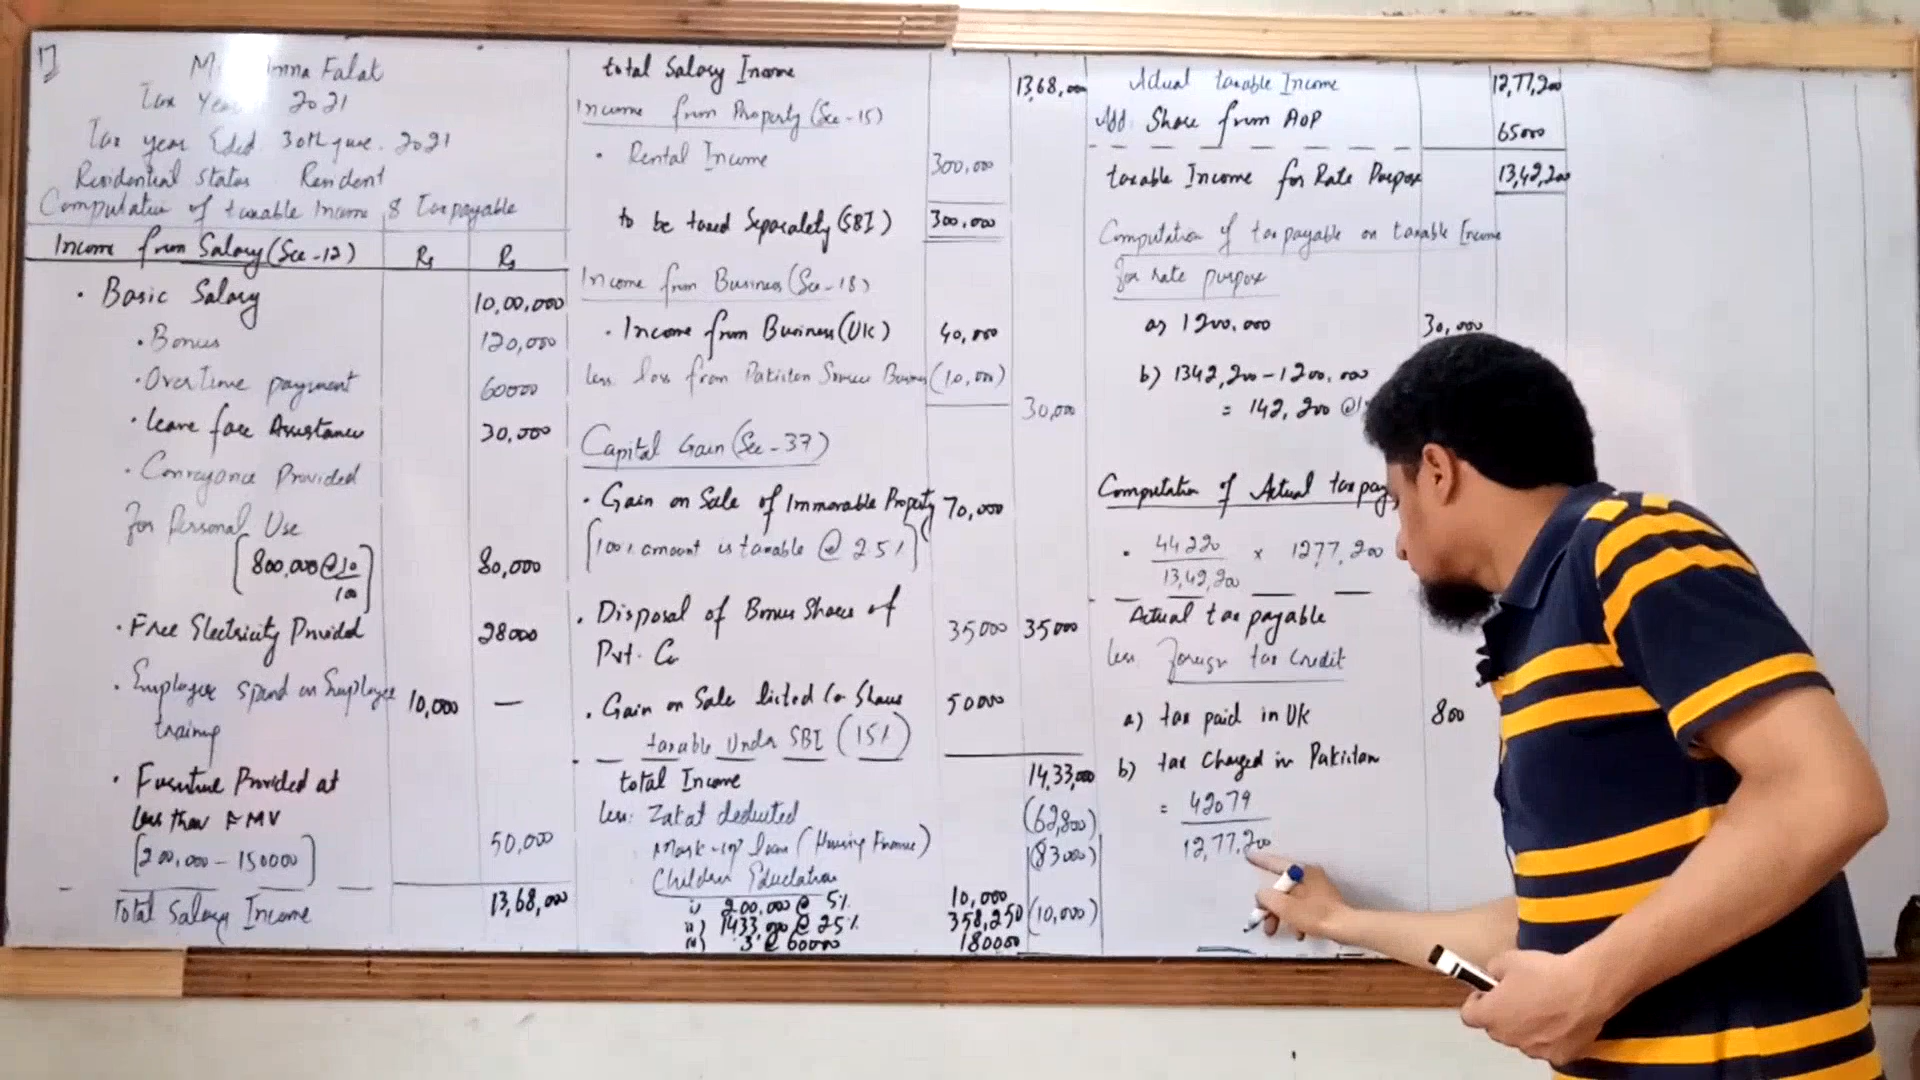 17
M Imna Falat
Tax Year 2021
Tax year Ended 30th june. 2021
Residential Status Resident
Computation of taxable Income & Tax payable
Income from Salary (Sec-12) Rs Rs
· Basic Salary 10,00,000
· Bonus 120,000
· Over Time payment 60000
· Leave fare Assistance 30,000
· Conveyance Provided
for Personal Use
[800,000 @ 10/100] 80,000
· Free Electricity Provided 28000
· Employer spend on Employee 10,000 —
training
· Furniture Provided at
less than FMV
[200,000 - 150000] 50,000
Total Salary Income 13,68,000
total Salary Income 13,68,000
Income from Property (Sec-15)
· Rental Income 300,000
to be taxed Separately (SBI) 300,000
Income from Business (Sec-18)
· Income from Business (UK) 40,000
less loss from Pakistan Source Business (10,000)
30,000
Capital Gain (Sec-37)
· Gain on Sale of Immovable Property 70,000
[100% amount is taxable @ 2.5%]
· Disposal of Bonus Shares of 35000 35000
Pvt. Co
· Gain on Sale listed Co Shares 50000
taxable Under SBI (15%)
total Income 14,33,000
less: Zakat deducted (62,800)
Mark-up loan (Housing Finance) (83000)
Children Education
i) 200,000 @ 5% 10,000
ii) 1433,000 @ 25% 358,250 (10,000)
iii) 3 @ 60000 180000
Actual taxable Income 12,77,200
Add: Share from AOP 65000
taxable Income for Rate Purpose 13,42,200
Computation of tax payable on taxable Income
for rate purpose
a) 1200,000 30,000
b) 1342,200 - 1200,000
= 142,200 @
Computation of Actual tax pay
· 44220/13,42,200 x 1277,200
Actual tax payable
less Foreign tax Credit
a) tax paid in UK 800
b) tax Charged in Pakistan
= 42079
12,77,200